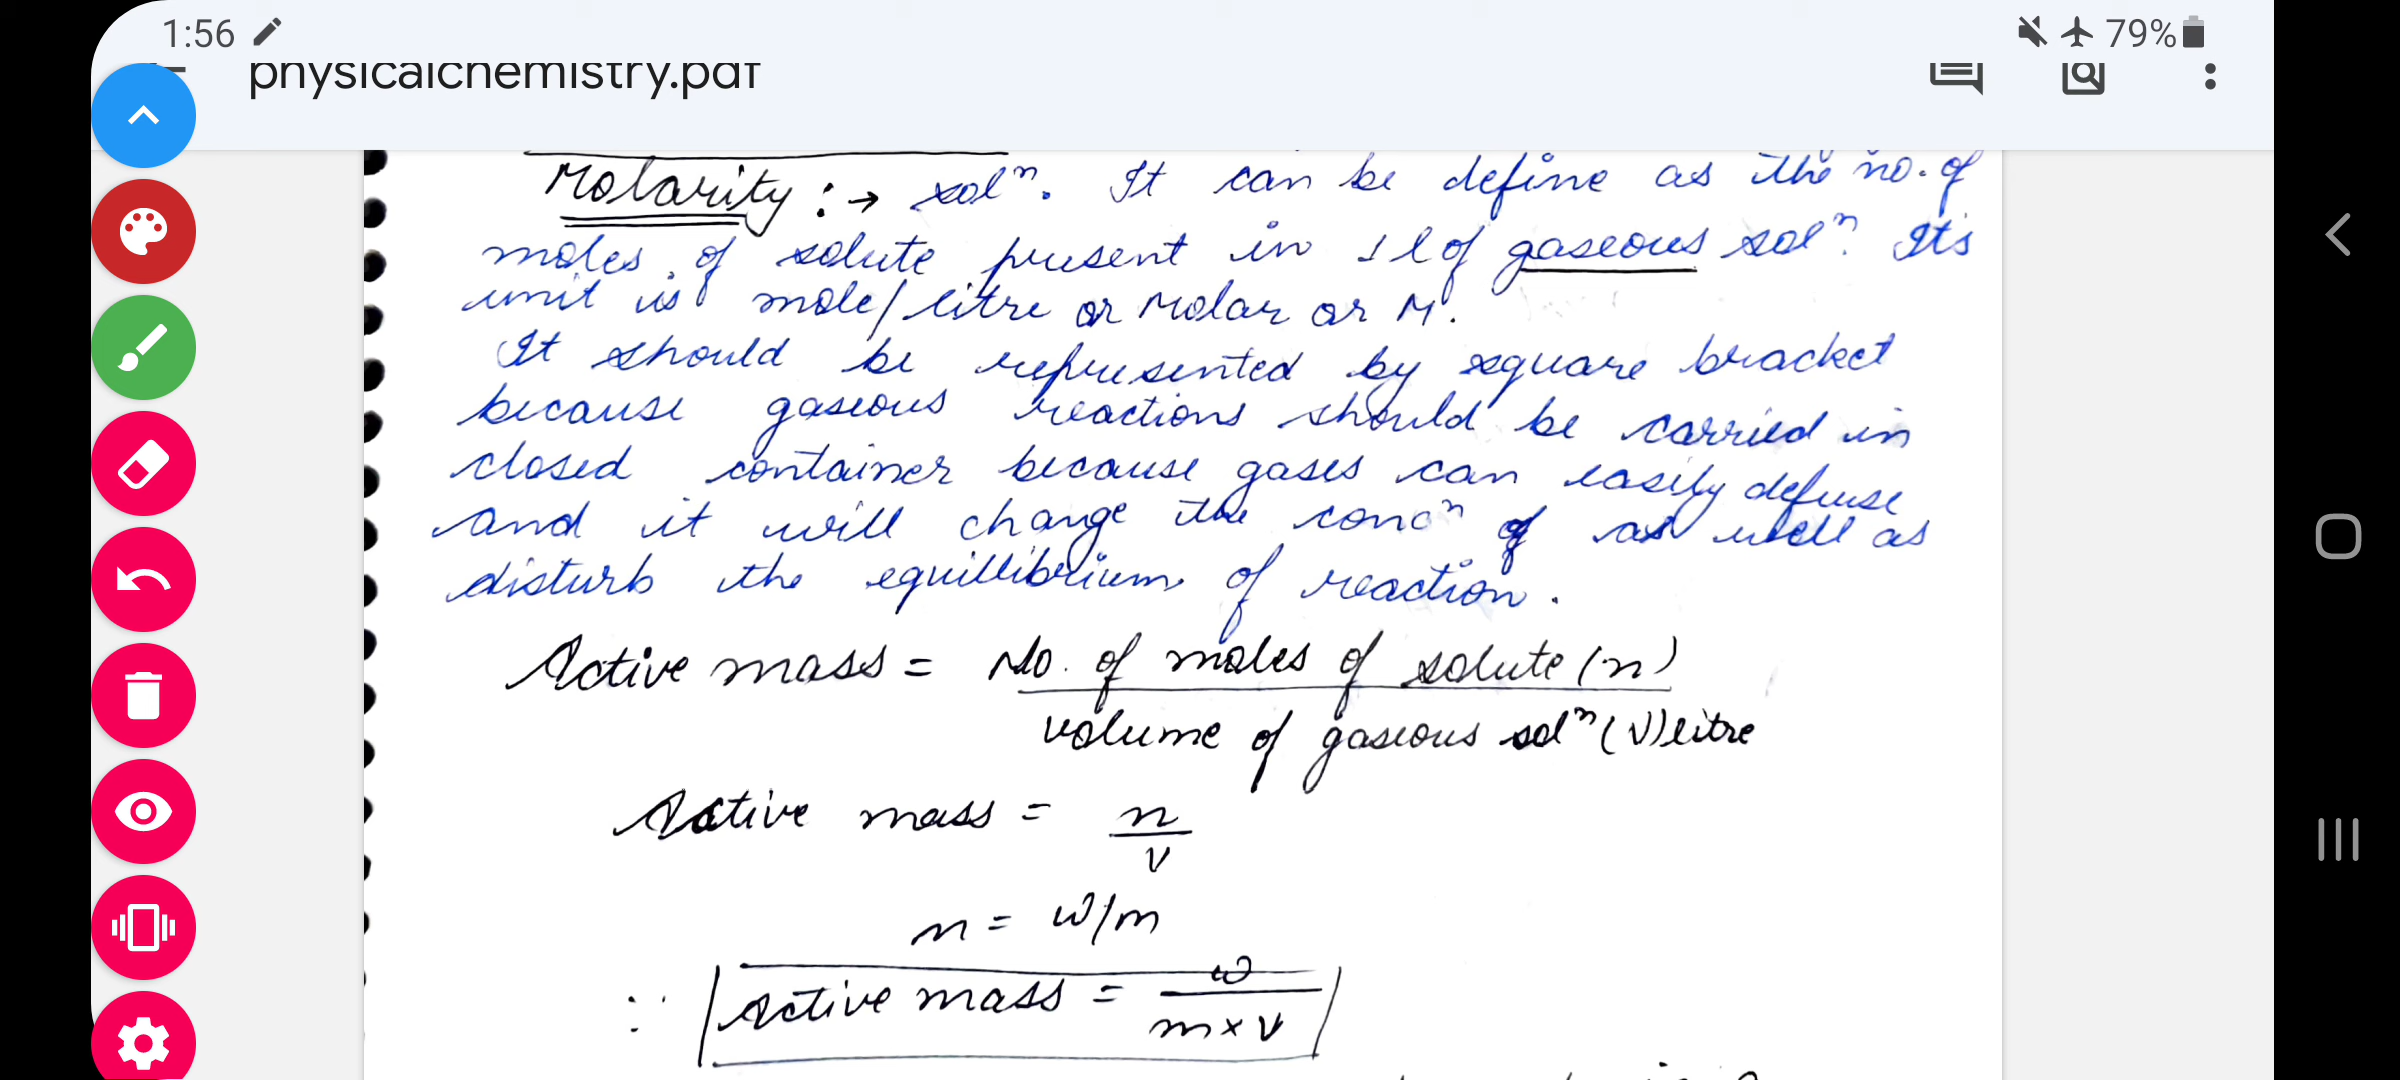 1:56
79%
physicalchemistry.pdf
Molarity :→ solⁿ. It can be define as the no. of
moles of solute present in 1 l of gaseous solⁿ. Its
unit is mole/litre or Molar or M.
It should be represented by square bracket
because gaseous reactions should be carried in
closed container because gases can easily defuse
and it will change the concⁿ of as well as
disturb the equillibrium of reaction.
Active mass = No. of moles of solute (n)
volume of gaseous solⁿ (V) litre
Active mass = n
v
n = w/m
∵ Active mass = w
m × v